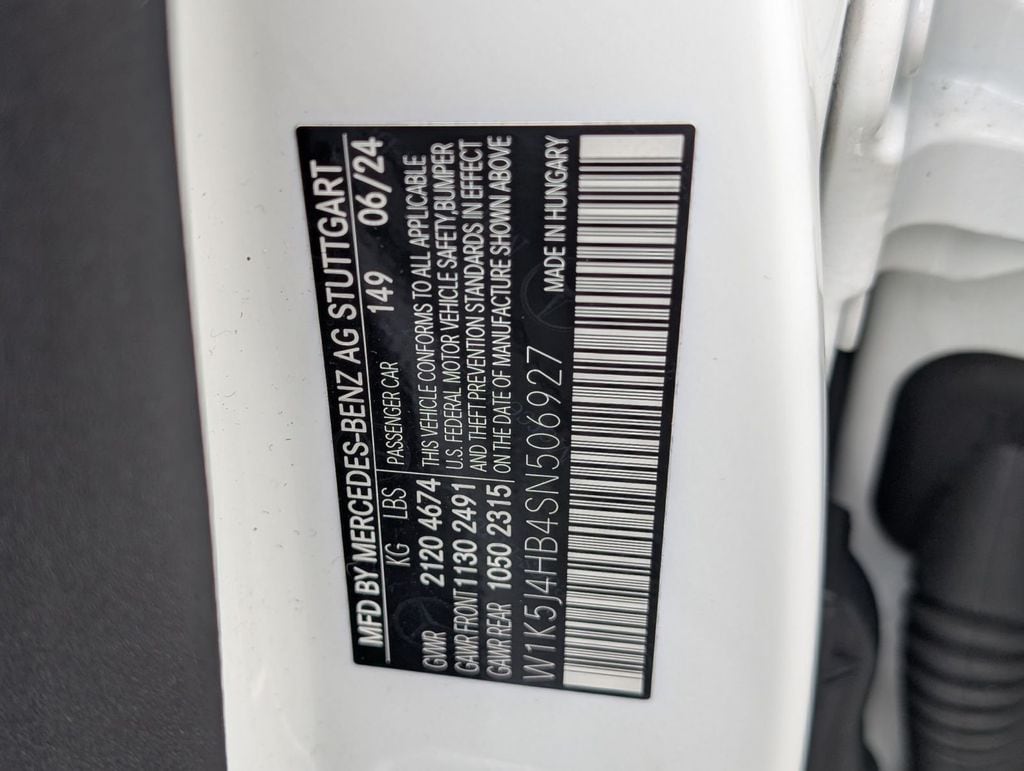 MFD BY MERCEDES-BENZ AG STUTTGART
KG LBS PASSENGER CAR 149 06/24
GVWR 2120 4674 THIS VEHICLE CONFORMS TO ALL APPLICABLE
GAWR FRONT 1130 2491 U.S. FEDERAL MOTOR VEHICLE SAFETY,BUMPER
GAWR REAR 1050 2315 AND THEFT PREVENTION STANDARDS IN EFFECT
ON THE DATE OF MANUFACTURE SHOWN ABOVE
W1K5J4HB4SN506927 MADE IN HUNGARY